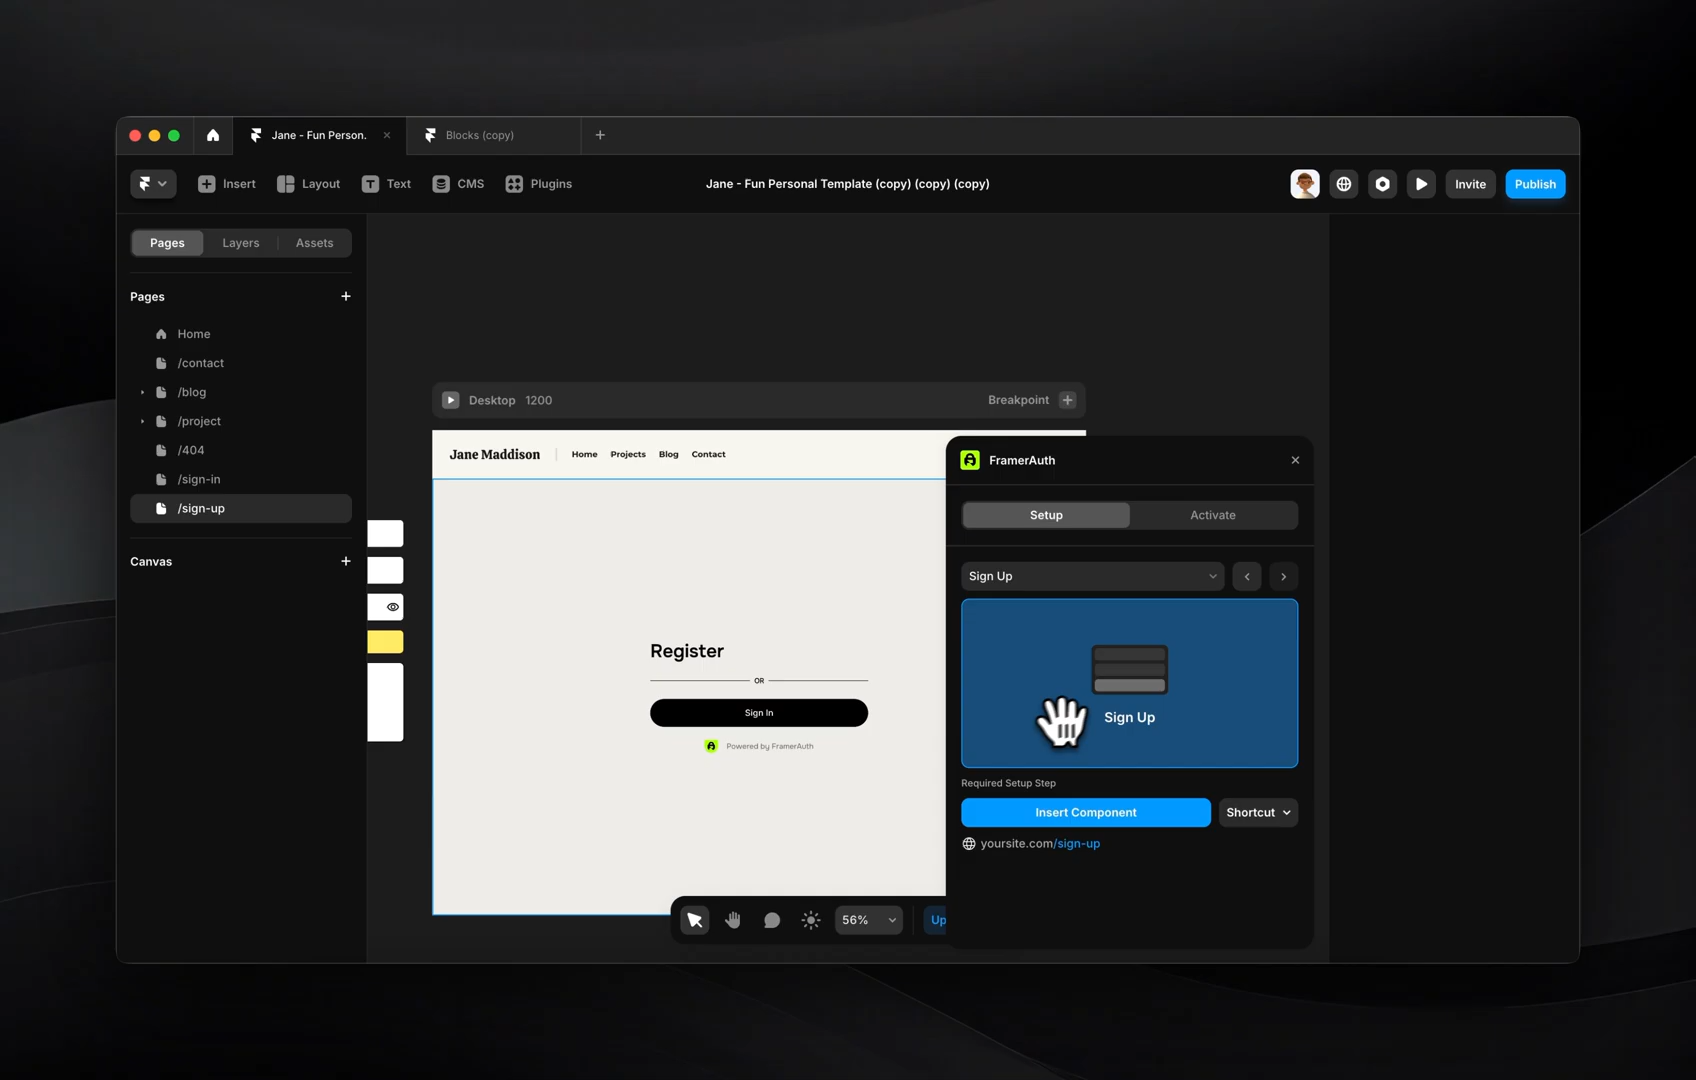 Jane - Fun Person.
Blocks (copy)
Insert
Layout
Text
CMS
Plugins
Jane - Fun Personal Template (copy) (copy) (copy)
Invite
Publish
Pages
Layers
Assets
Pages
Home
/contact
/blog
/project
/404
/sign-in
/sign-up
Canvas
Desktop 1200
Breakpoint
Jane Maddison
Home
Projects
Blog
Contact
Register
OR
Sign In
Powered by FramerAuth
56%
Up
FramerAuth
Setup
Activate
Sign Up
Sign Up
Required Setup Step
Insert Component
Shortcut
yoursite.com/sign-up